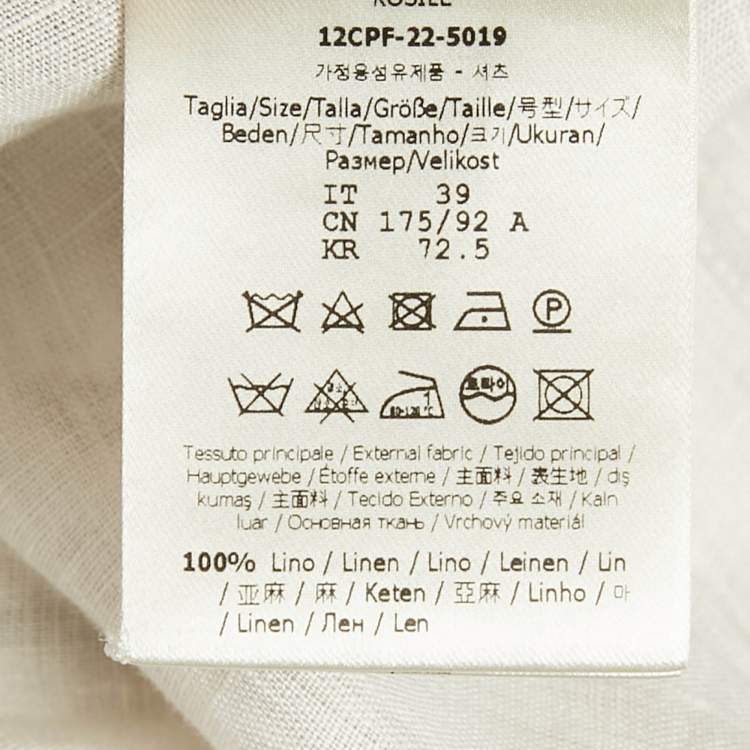 12CPF-22-5019
가정용섬유제품 - 셔츠
Taglia/Size/Talla/Größe/Taille/号型/サイズ/
Beden/尺寸/Tamanho/크기/Ukuran/
Размер/Velikost
IT 39
CN 175/92 A
KR 72.5
P
드라이
Tessuto principale / External fabric / Tejido principal /
Hauptgewebe / Étoffe externe / 主面料 / 表生地 / dış
kumaş / 主面料 / Tecido Externo / 주요 소재 / Kain
luar / Основная ткань / Vrchový materiál
100% Lino / Linen / Lino / Leinen / Lin
/ 亚麻 / 麻 / Keten / 亞麻 / Linho / 마
/ Linen / Лен / Len